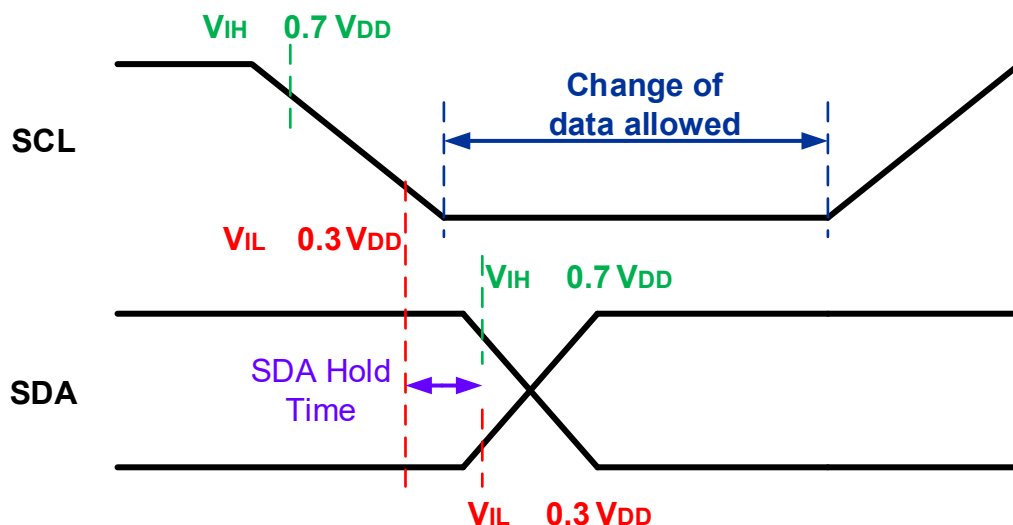 VIH 0.7 VDD
Change of
data allowed
SCL
VIL 0.3 VDD
VIH 0.7 VDD
SDA Hold
Time
SDA
VIL 0.3 VDD